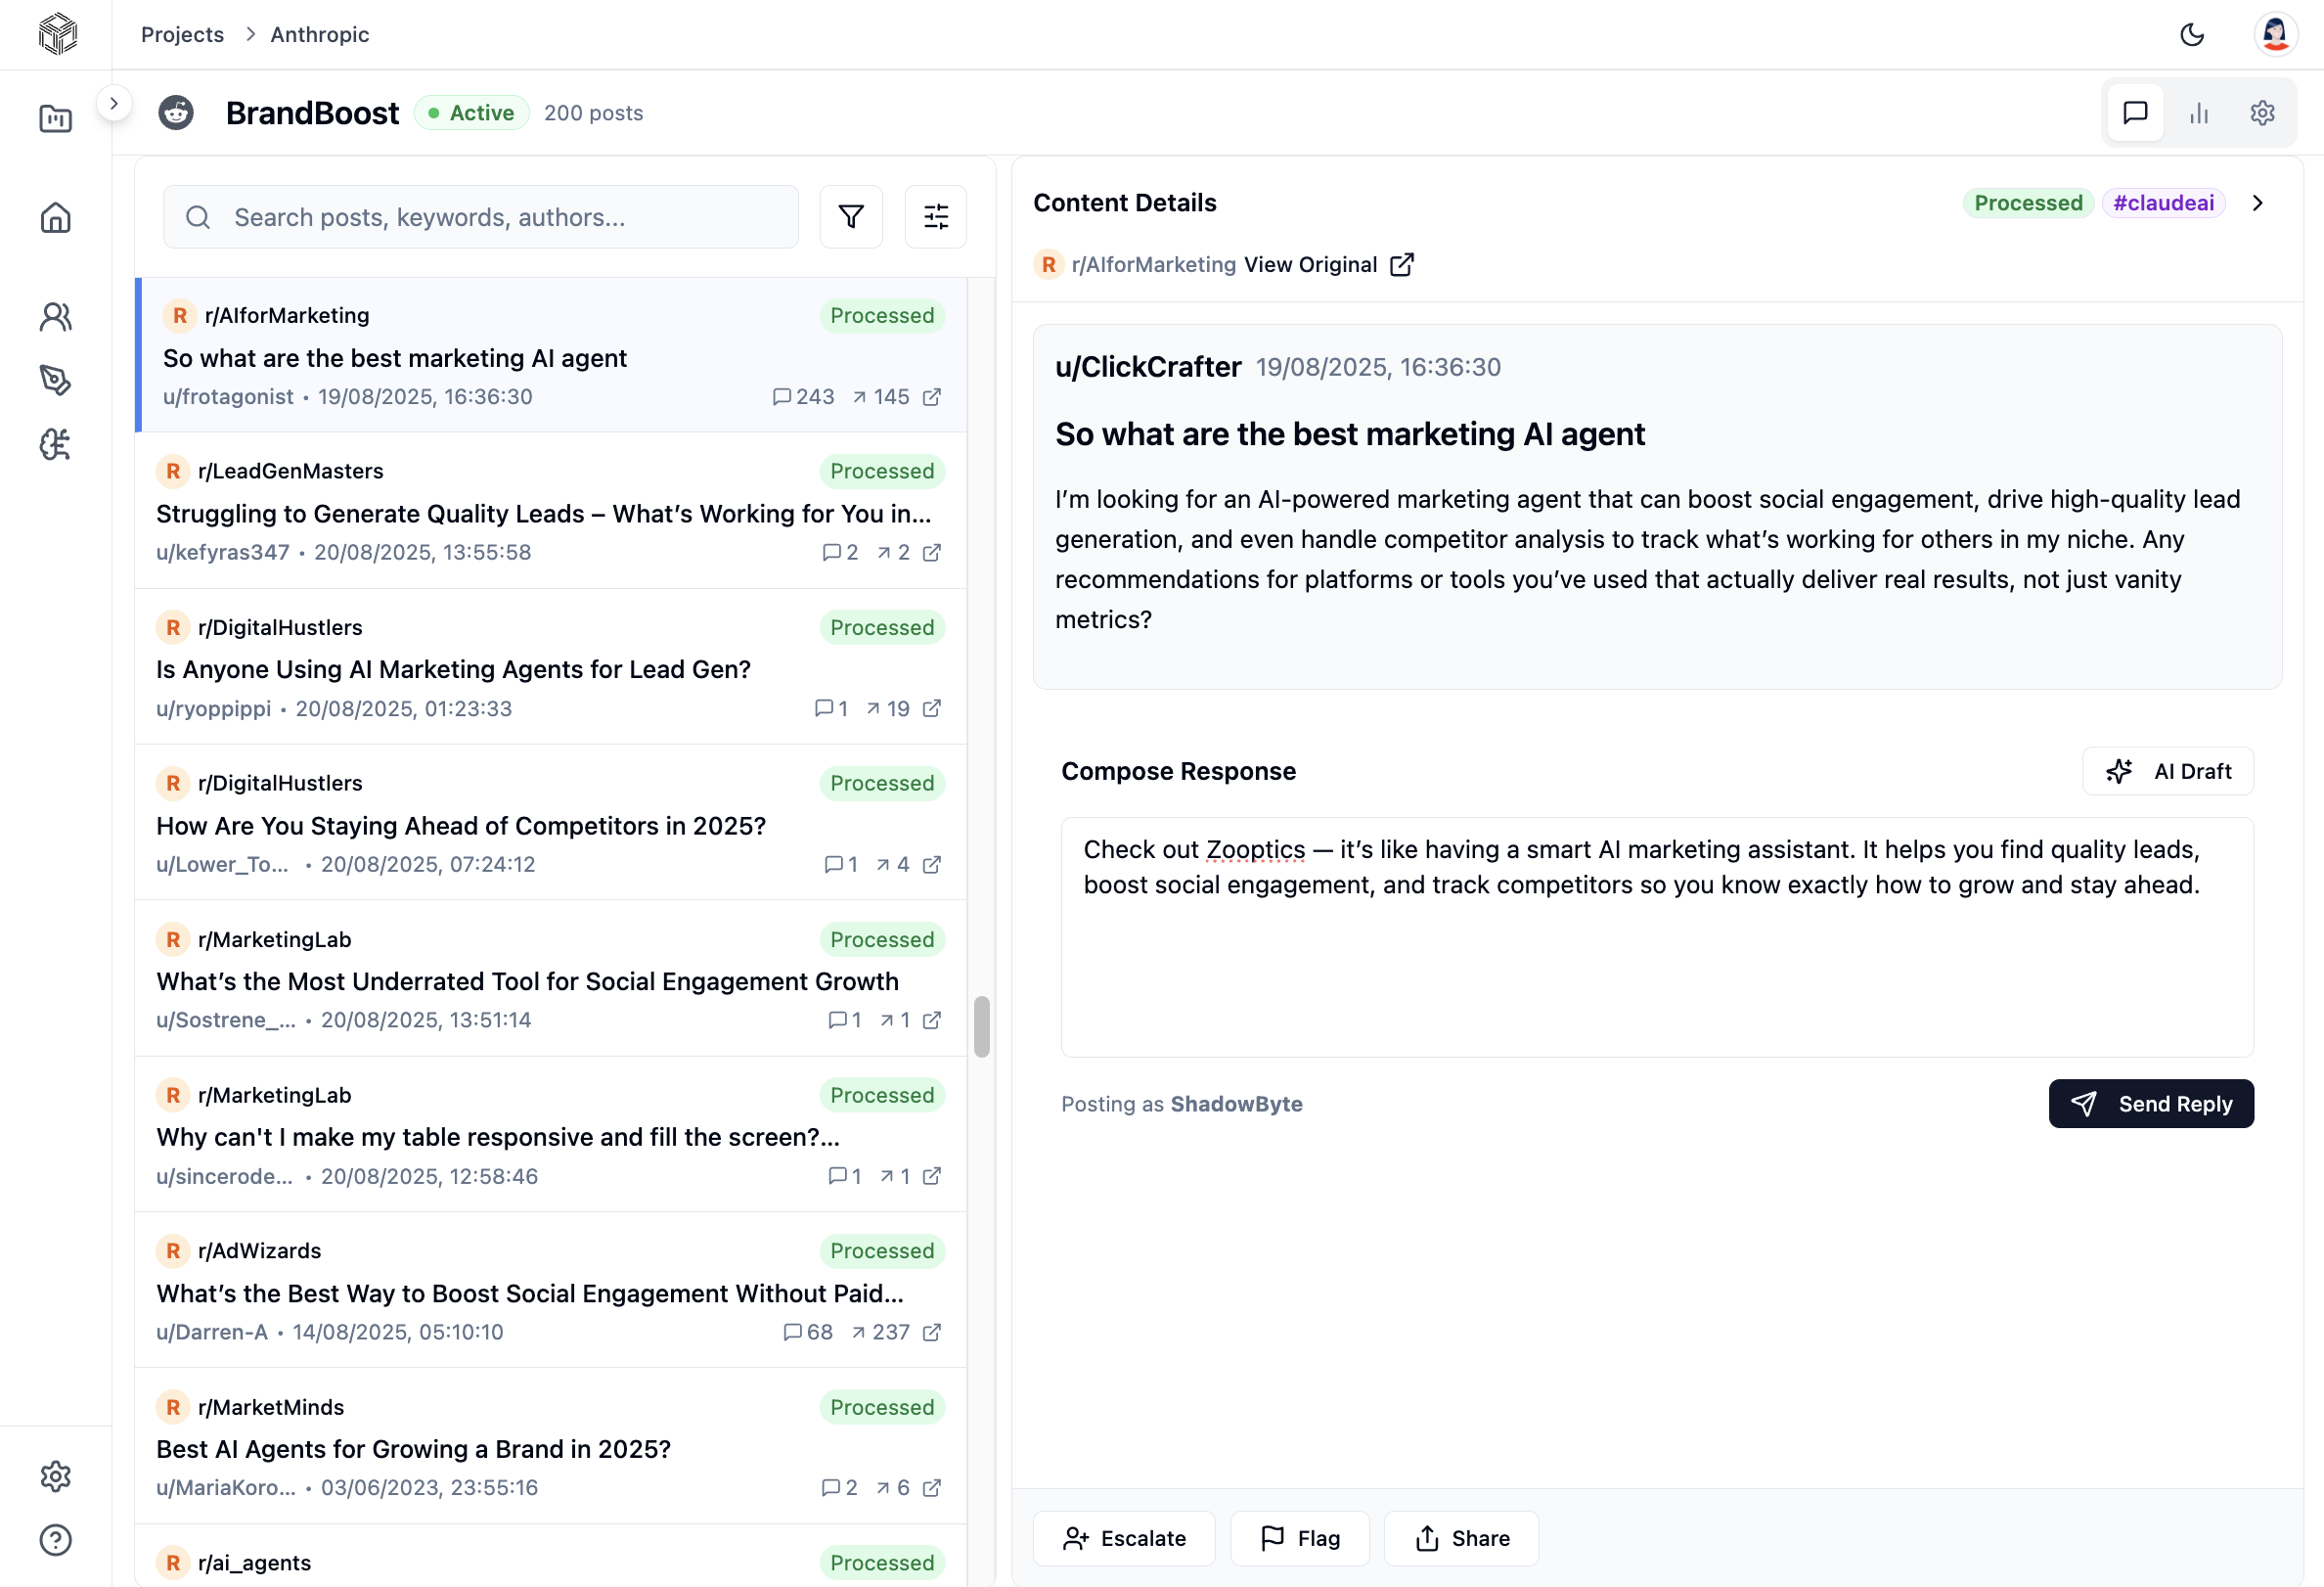 Projects > Anthropic
BrandBoost Active 200 posts
Search posts, keywords, authors...
R r/AIforMarketing Processed
So what are the best marketing AI agent
u/frotagonist • 19/08/2025, 16:36:30 243 145
R r/LeadGenMasters Processed
Struggling to Generate Quality Leads – What’s Working for You in...
u/kefyras347 • 20/08/2025, 13:55:58 2 2
R r/DigitalHustlers Processed
Is Anyone Using AI Marketing Agents for Lead Gen?
u/ryoppippi • 20/08/2025, 01:23:33 1 19
R r/DigitalHustlers Processed
How Are You Staying Ahead of Competitors in 2025?
u/Lower_To... • 20/08/2025, 07:24:12 1 4
R r/MarketingLab Processed
What’s the Most Underrated Tool for Social Engagement Growth
u/Sostrene_... • 20/08/2025, 13:51:14 1 1
R r/MarketingLab Processed
Why can't I make my table responsive and fill the screen?...
u/sincerode... • 20/08/2025, 12:58:46 1 1
R r/AdWizards Processed
What’s the Best Way to Boost Social Engagement Without Paid...
u/Darren-A • 14/08/2025, 05:10:10 68 237
R r/MarketMinds Processed
Best AI Agents for Growing a Brand in 2025?
u/MariaKoro... • 03/06/2023, 23:55:16 2 6
R r/ai_agents Processed
Content Details Processed #claudeai
R r/AIforMarketing View Original
u/ClickCrafter 19/08/2025, 16:36:30
So what are the best marketing AI agent
I’m looking for an AI-powered marketing agent that can boost social engagement, drive high-quality lead
generation, and even handle competitor analysis to track what’s working for others in my niche. Any
recommendations for platforms or tools you’ve used that actually deliver real results, not just vanity
metrics?
Compose Response AI Draft
Check out Zooptics — it’s like having a smart AI marketing assistant. It helps you find quality leads,
boost social engagement, and track competitors so you know exactly how to grow and stay ahead.
Posting as ShadowByte Send Reply
Escalate Flag Share